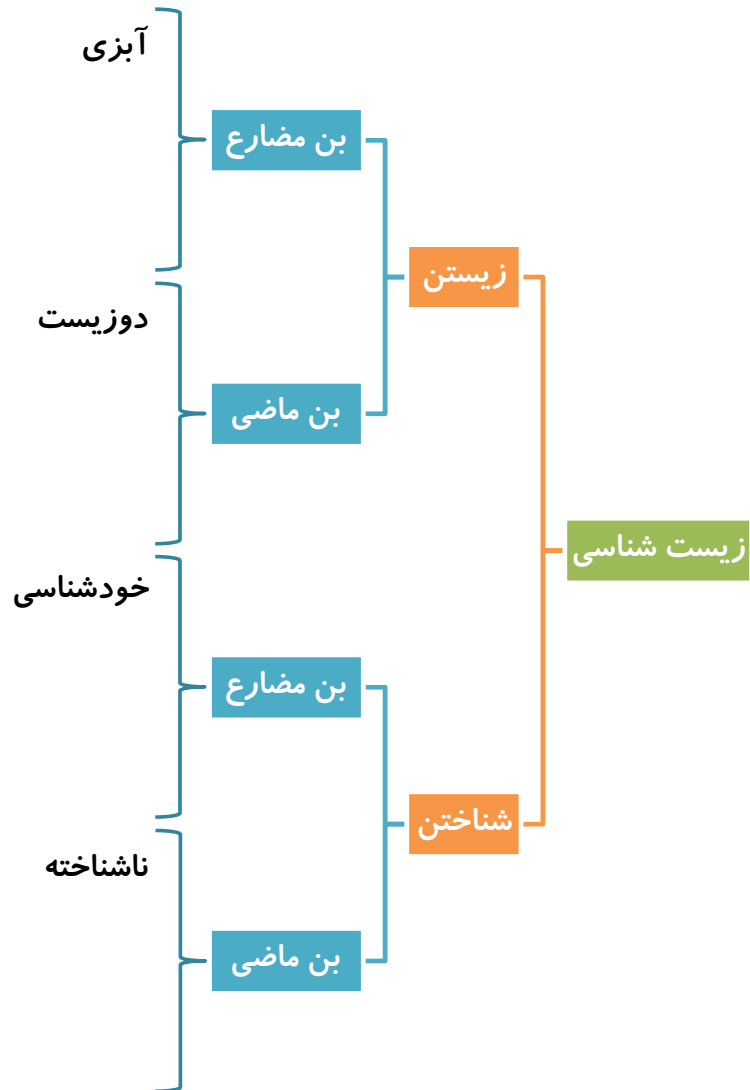 زیست شناسی
زیستن
بن مضارع
آبزی
بن ماضی
دوزیست
شناختن
بن مضارع
خودشناسی
بن ماضی
ناشناخته